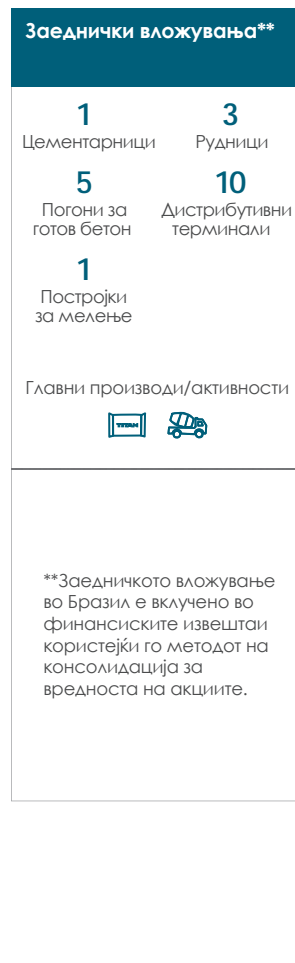 Заеднички вложувања**
1
Цементарници
3
Рудници
5
Погони за
готов бетон
10
Дистрибутивни
терминали
1
Постројки
за мелење
Главни производи/активности
TITAN
**Заедничкото вложување
во Бразил е вклучено во
финансиските извештаи
користејќи го методот на
консолидација за
вредноста на акциите.